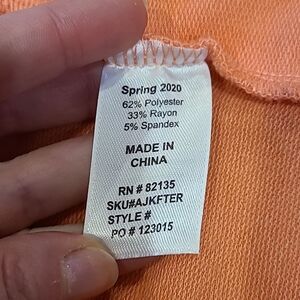 Spring 2020
62% Polyester
33% Rayon
5% Spandex
MADE IN
CHINA
RN # 82135
SKU#AJKFTER
STYLE #
PO # 123015